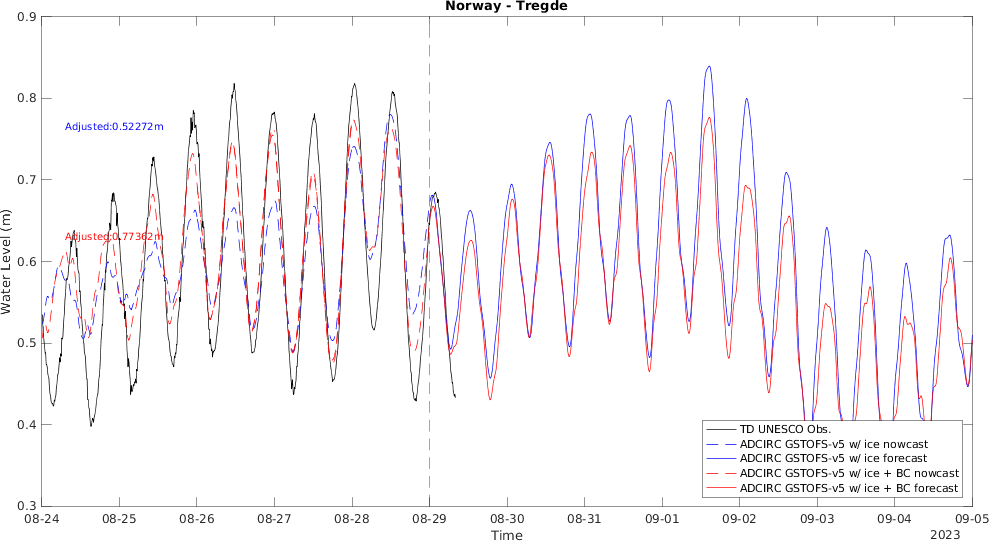 Norway - Tregde
0.9
0.8
0.7
0.6
0.5
0.4
0.3
Water Level (m)
Adjusted:0.52272m
Adjusted:0.77362m
TD UNESCO Obs.
ADCIRC GSTOFS-v5 w/ ice nowcast
ADCIRC GSTOFS-v5 w/ ice forecast
ADCIRC GSTOFS-v5 w/ ice + BC nowcast
ADCIRC GSTOFS-v5 w/ ice + BC forecast
08-24 08-25 08-26 08-27 08-28 08-29 08-30 08-31 09-01 09-02 09-03 09-04 09-05
Time
2023